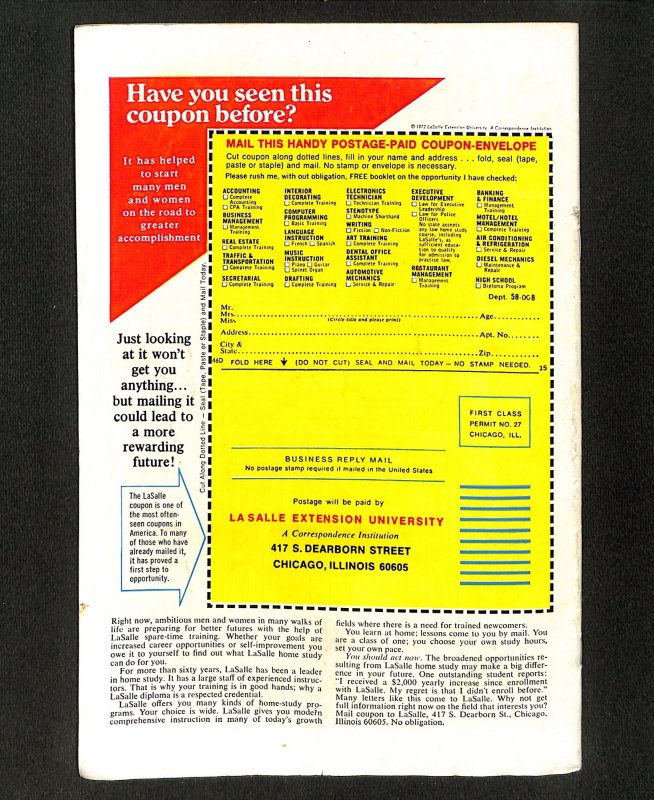 Have you seen this
coupon before?
© 1972 LaSalle Extension University, A Correspondence Institution
It has helped
to start
many men
and women
on the road to
greater
accomplishment
MAIL THIS HANDY POSTAGE-PAID COUPON-ENVELOPE
Cut coupon along dotted lines, fill in your name and address . . . fold, seal (tape,
paste or staple) and mail. No stamp or envelope is necessary.
Please rush me, with out obligation, FREE booklet on the opportunity I have checked:
ACCOUNTING
☐ Complete
Accounting
☐ CPA Training
BUSINESS
MANAGEMENT
☐ Management
Training
REAL ESTATE
☐ Complete Training
TRAFFIC &
TRANSPORTATION
☐ Complete Training
SECRETARIAL
☐ Complete Training
INTERIOR
DECORATING
☐ Complete Training
COMPUTER
PROGRAMMING
☐ Basic Training
LANGUAGE
INSTRUCTION
☐ French ☐ Spanish
MUSIC
INSTRUCTION
☐ Piano ☐ Guitar
☐ Spinet Organ
DRAFTING
☐ Complete Training
ELECTRONICS
TECHNICIAN
☐ Technician Training
STENOTYPE
☐ Machine Shorthand
WRITING
☐ Fiction ☐ Non-Fiction
ART TRAINING
☐ Complete Training
DENTAL OFFICE
ASSISTANT
☐ Complete Training
AUTOMOTIVE
MECHANICS
☐ Service & Repair
EXECUTIVE
DEVELOPMENT
☐ Law for Executive
Leadership
☐ Law for Police
Officers
No state accepts
any law home study
course, including
LaSalle's, as
sufficient educa-
tion to qualify
for admission to
practice law.
RESTAURANT
MANAGEMENT
☐ Management
Training
BANKING
& FINANCE
☐ Management
Training
MOTEL/HOTEL
MANAGEMENT
☐ Complete Training
AIR CONDITIONING
& REFRIGERATION
☐ Service & Repair
DIESEL MECHANICS
☐ Maintenance &
Repair
HIGH SCHOOL
☐ Diploma Program
Dept. 58-068
Mr.
Mrs. Age
Miss (Circle title and please print)
Address Apt. No.
City &
State Zip
46D FOLD HERE ↓ (DO NOT CUT) SEAL AND MAIL TODAY – NO STAMP NEEDED. 15
Cut Along Dotted Line — Seal (Tape, Paste or Staple) and Mail Today.
Just looking
at it won't
get you
anything...
but mailing it
could lead to
a more
rewarding
future!
The LaSalle
coupon is one of
the most often-
seen coupons in
America. To many
of those who have
already mailed it,
it has proved a
first step to
opportunity.
FIRST CLASS
PERMIT NO. 27
CHICAGO, ILL.
BUSINESS REPLY MAIL
No postage stamp required if mailed in the United States
Postage will be paid by
LA SALLE EXTENSION UNIVERSITY
A Correspondence Institution
417 S. DEARBORN STREET
CHICAGO, ILLINOIS 60605
Right now, ambitious men and women in many walks of
life are preparing for better futures with the help of
LaSalle spare-time training. Whether your goals are
increased career opportunities or self-improvement you
owe it to yourself to find out what LaSalle home study
can do for you.
For more than sixty years, LaSalle has been a leader
in home study. It has a large staff of experienced instruc-
tors. That is why your training is in good hands; why a
LaSalle diploma is a respected credential.
LaSalle offers you many kinds of home-study pro-
grams. Your choice is wide. LaSalle gives you modern
comprehensive instruction in many of today's growth
fields where there is a need for trained newcomers.
You learn at home; lessons come to you by mail. You
are a class of one; you choose your own study hours,
set your own pace.
You should act now. The broadened opportunities re-
sulting from LaSalle home study may make a big differ-
ence in your future. One outstanding student reports:
"I received a $2,000 yearly increase since enrollment
with LaSalle. My regret is that I didn't enroll before."
Many letters like this come to LaSalle. Why not get
full information right now on the field that interests you?
Mail coupon to LaSalle, 417 S. Dearborn St., Chicago,
Illinois 60605. No obligation.